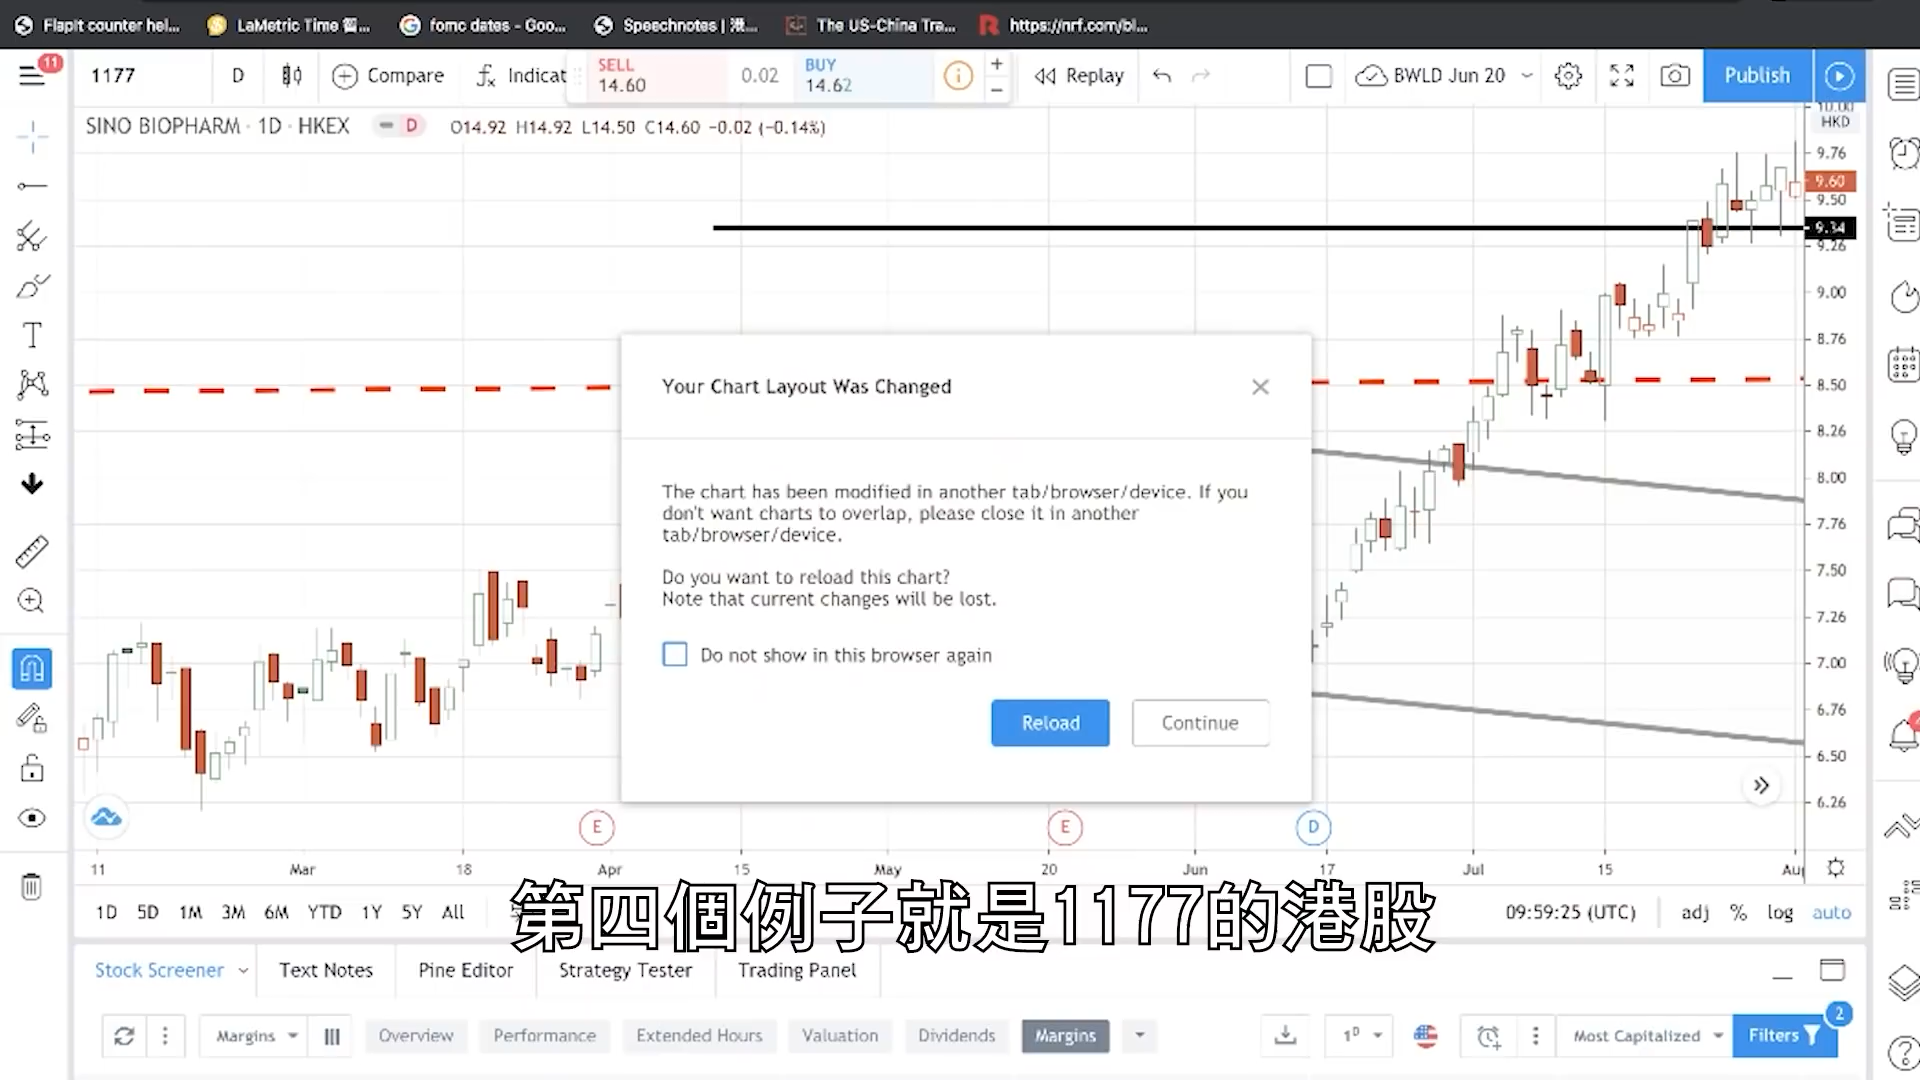 Flapit counter hel...
LaMetric Time 智...
fomc dates - Goo...
Speechnotes | 港...
The US-China Tra...
https://nrf.com/bl...
11
1177
D
Compare
Indicat
SELL
14.60
0.02
BUY
14.62
Replay
BWLD Jun 20
Publish
SINO BIOPHARM · 1D · HKEX
D
O14.92 H14.92 L14.50 C14.60 −0.02 (−0.14%)
10.00
HKD
9.76
9.60
9.50
9.34
9.26
9.00
8.76
8.50
8.26
8.00
7.76
7.50
7.26
7.00
6.76
6.50
6.26
Your Chart Layout Was Changed
The chart has been modified in another tab/browser/device. If you
don't want charts to overlap, please close it in another
tab/browser/device.
Do you want to reload this chart?
Note that current changes will be lost.
Do not show in this browser again
Reload
Continue
E
E
D
11
Mar
18
Apr
15
May
20
Jun
17
Jul
15
Aug
1D 5D 1M 3M 6M YTD 1Y 5Y All
09:59:25 (UTC)
adj
%
log
auto
第四個例子就是1177的港股
Stock Screener
Text Notes
Pine Editor
Strategy Tester
Trading Panel
Margins
Overview
Performance
Extended Hours
Valuation
Dividends
Margins
1D
Most Capitalized
Filters
2